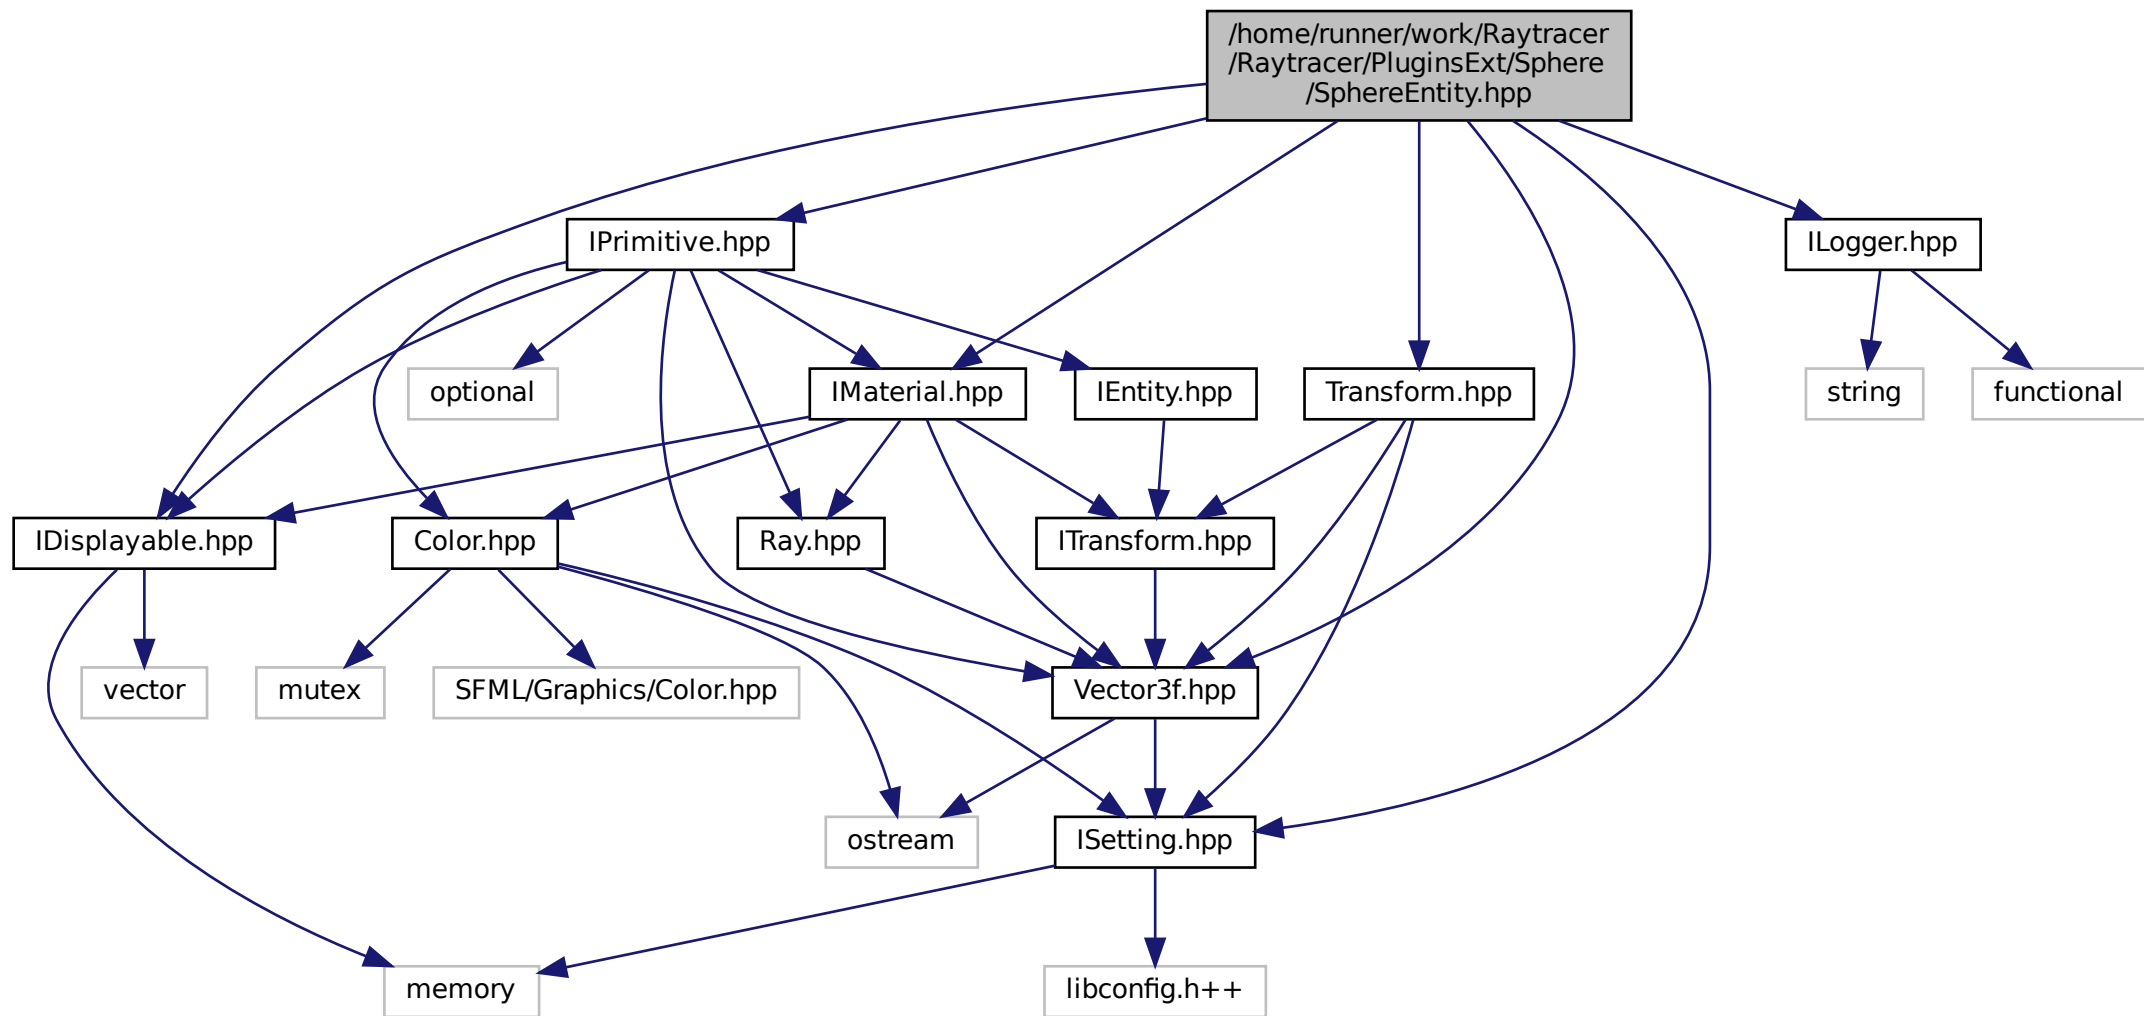 /home/runner/work/Raytracer
/Raytracer/PluginsExt/Sphere
/SphereEntity.hpp
IPrimitive.hpp
ILogger.hpp
optional
IMaterial.hpp
IEntity.hpp
Transform.hpp
string
functional
IDisplayable.hpp
Color.hpp
Ray.hpp
ITransform.hpp
vector
mutex
SFML/Graphics/Color.hpp
Vector3f.hpp
ostream
ISetting.hpp
memory
libconfig.h++